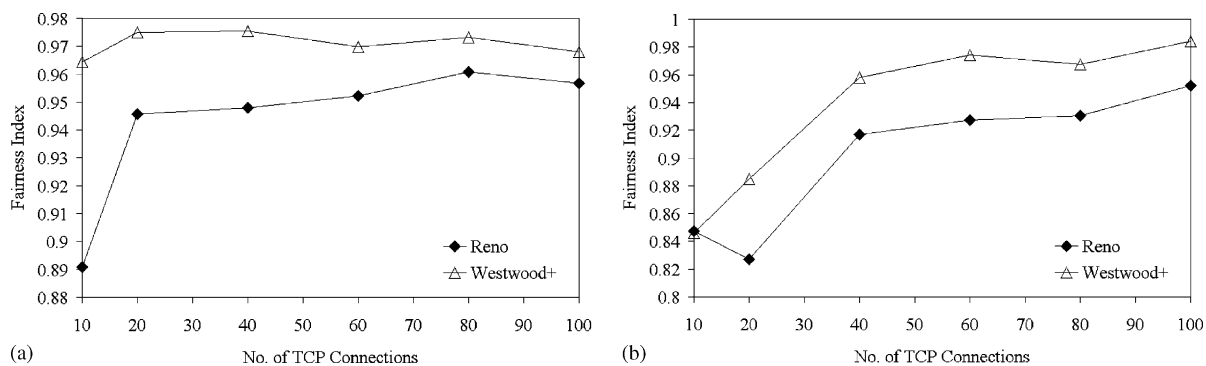 (a)
0.98
0.97
0.96
0.95
0.94
0.93
0.92
0.91
0.9
0.89
0.88
Fairness Index
10 20 30 40 50 60 70 80 90 100
No. of TCP Connections
Reno
Westwood+
(b)
1
0.98
0.96
0.94
0.92
0.9
0.88
0.86
0.84
0.82
0.8
Fairness Index
10 20 30 40 50 60 70 80 90 100
No. of TCP Connections
Reno
Westwood+